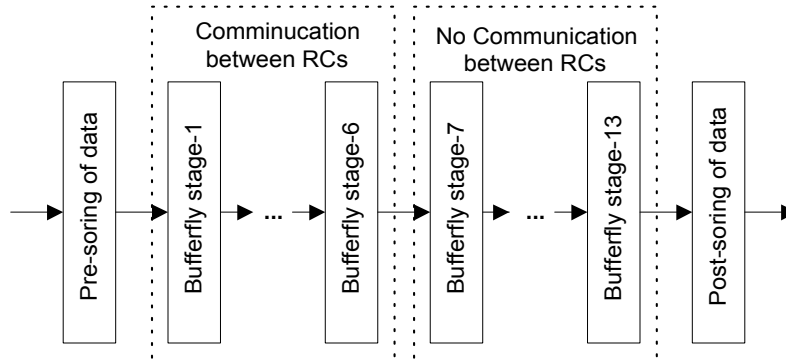 Comminucation
between RCs
No Communication
between RCs
Pre-soring of data
Bufferfly stage-1
...
Bufferfly stage-6
Bufferfly stage-7
...
Bufferfly stage-13
Post-soring of data